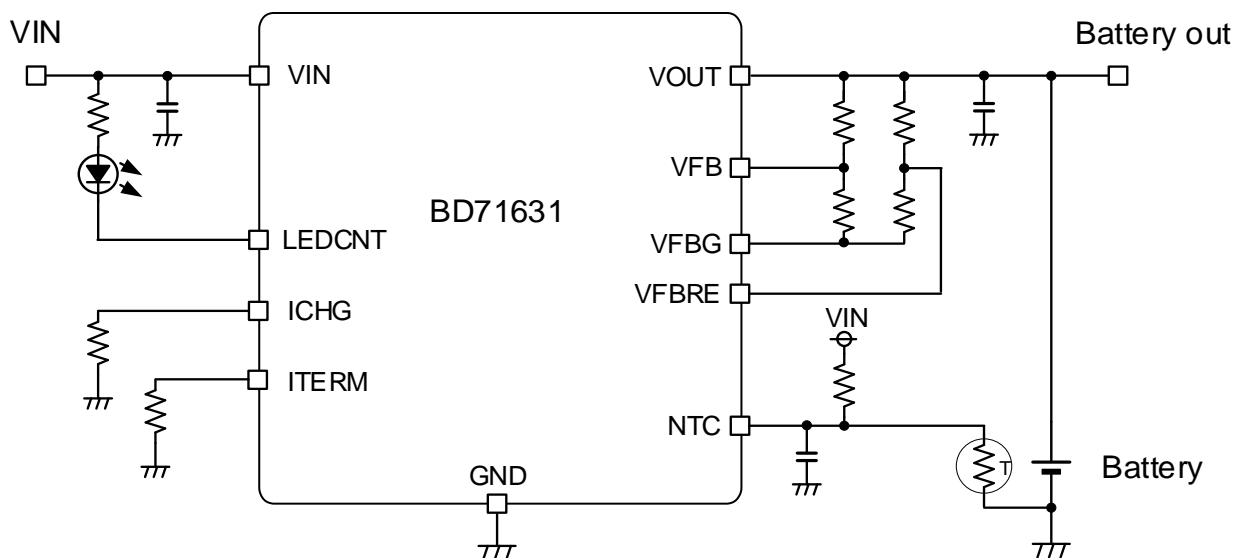 VIN
Battery out
VIN
VOUT
VFB
BD71631
LEDCNT
VFBG
VFBRE
ICHG
VIN
ITERM
NTC
T
Battery
GND